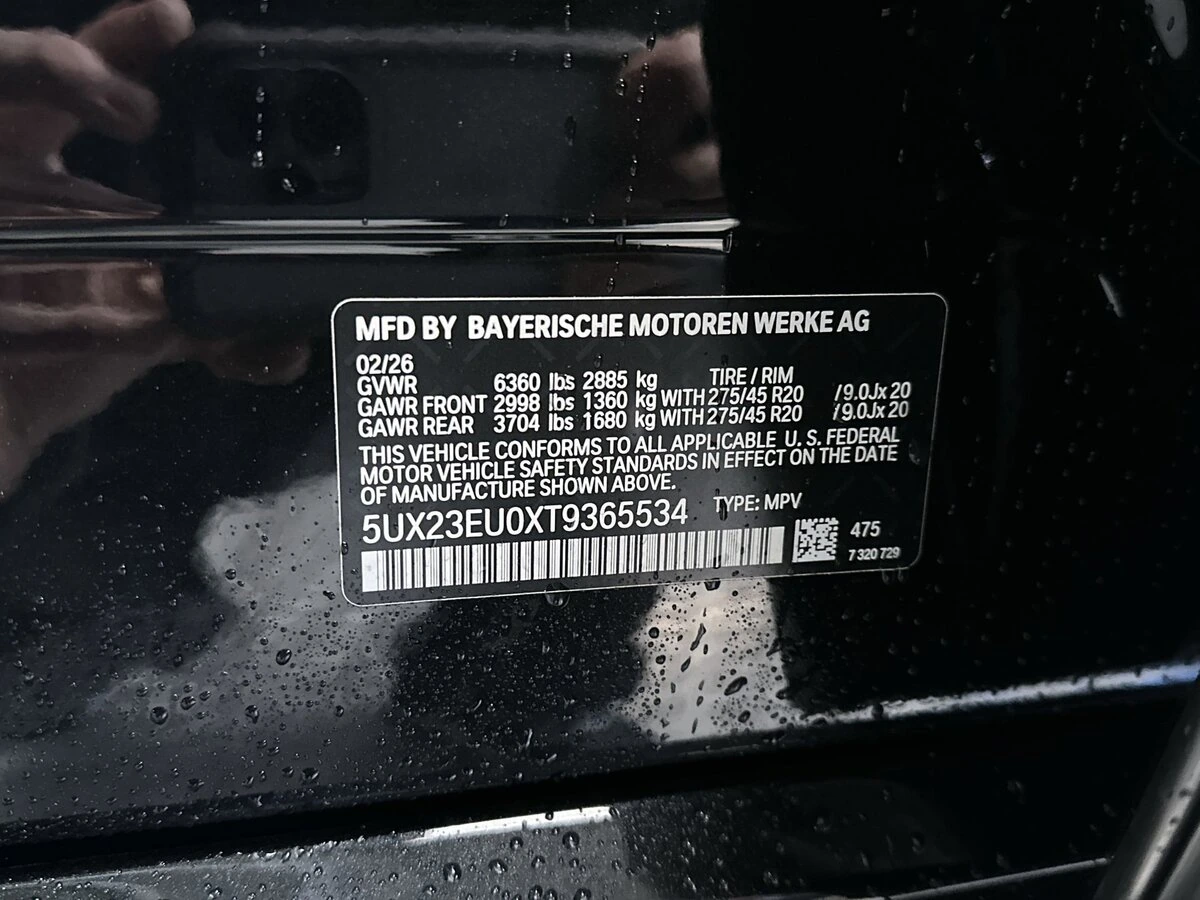 MFD BY BAYERISCHE MOTOREN WERKE AG
02/26
GVWR 6360 lbs 2885 kg TIRE / RIM
GAWR FRONT 2998 lbs 1360 kg WITH 275/45 R20 /9.0Jx20
GAWR REAR 3704 lbs 1680 kg WITH 275/45 R20 /9.0Jx20
THIS VEHICLE CONFORMS TO ALL APPLICABLE U.S. FEDERAL
MOTOR VEHICLE SAFETY STANDARDS IN EFFECT ON THE DATE
OF MANUFACTURE SHOWN ABOVE.
5UX23EU0XT9365534 TYPE: MPV
475
7 320 729